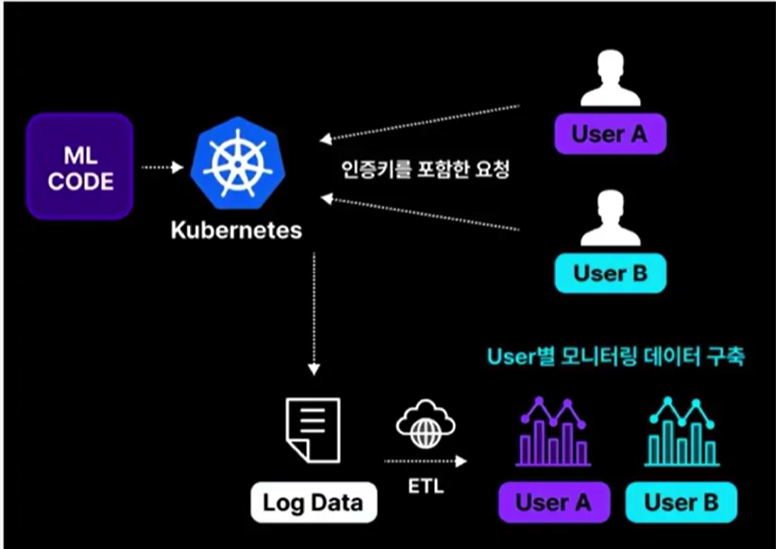 ML
CODE
Kubernetes
인증키를 포함한 요청
User A
User B
User별 모니터링 데이터 구축
Log Data
ETL
User A
User B